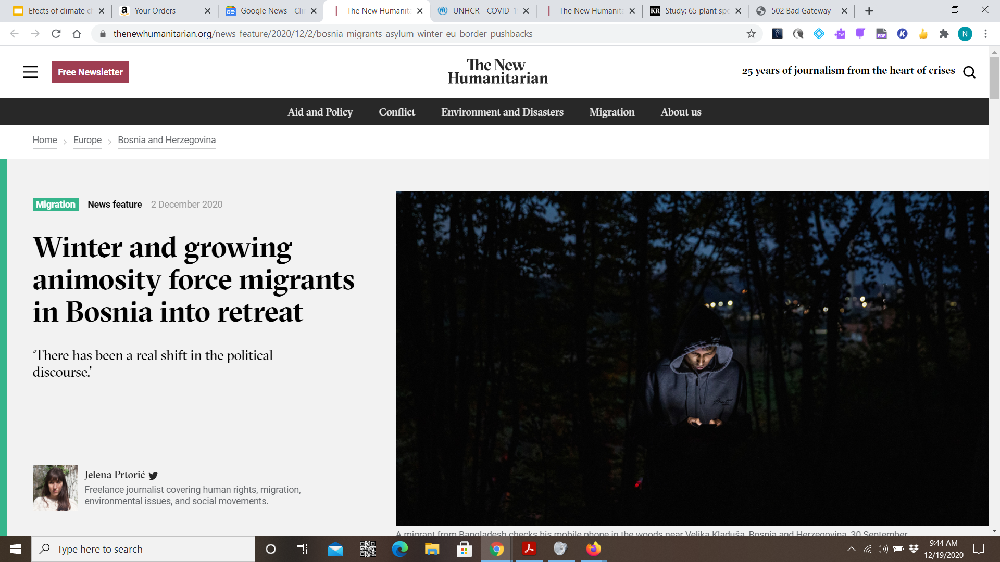 Effects of climate c
Your Orders
Google News - Cli
The New Humanit
UNHCR - COVID-1
The New Humanit
KR
Study: 65 plant spe
502 Bad Gateway
thenewhumanitarian.org/news-feature/2020/12/2/bosnia-migrants-asylum-winter-eu-border-pushbacks
rw
PDF
K
N
Free Newsletter
The New
Humanitarian
25 years of journalism from the heart of crises
Aid and Policy
Conflict
Environment and Disasters
Migration
About us
Home
Europe
Bosnia and Herzegovina
Migration
News feature
2 December 2020
Winter and growing
animosity force migrants
in Bosnia into retreat
‘There has been a real shift in the political
discourse.’
Jelena Prtorić
Freelance journalist covering human rights, migration,
environmental issues, and social movements.
A migrant from Bangladesh checks his mobile phone in the woods near Velika Kladuša, Bosnia and Herzegovina, 30 September
Type here to search
9:44 AM
12/19/2020